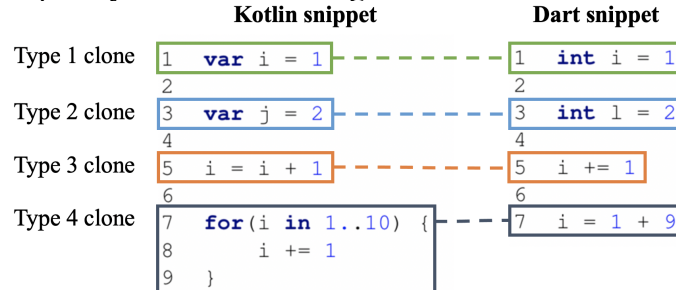 Kotlin snippet Dart snippet
Type 1 clone 1 var i = 1 1 int i = 1
2 2
Type 2 clone 3 var j = 2 3 int l = 2
4 4
Type 3 clone 5 i = i + 1 5 i += 1
6 6
Type 4 clone 7 for(i in 1..10) { 7 i = 1 + 9
8 i += 1
9 }